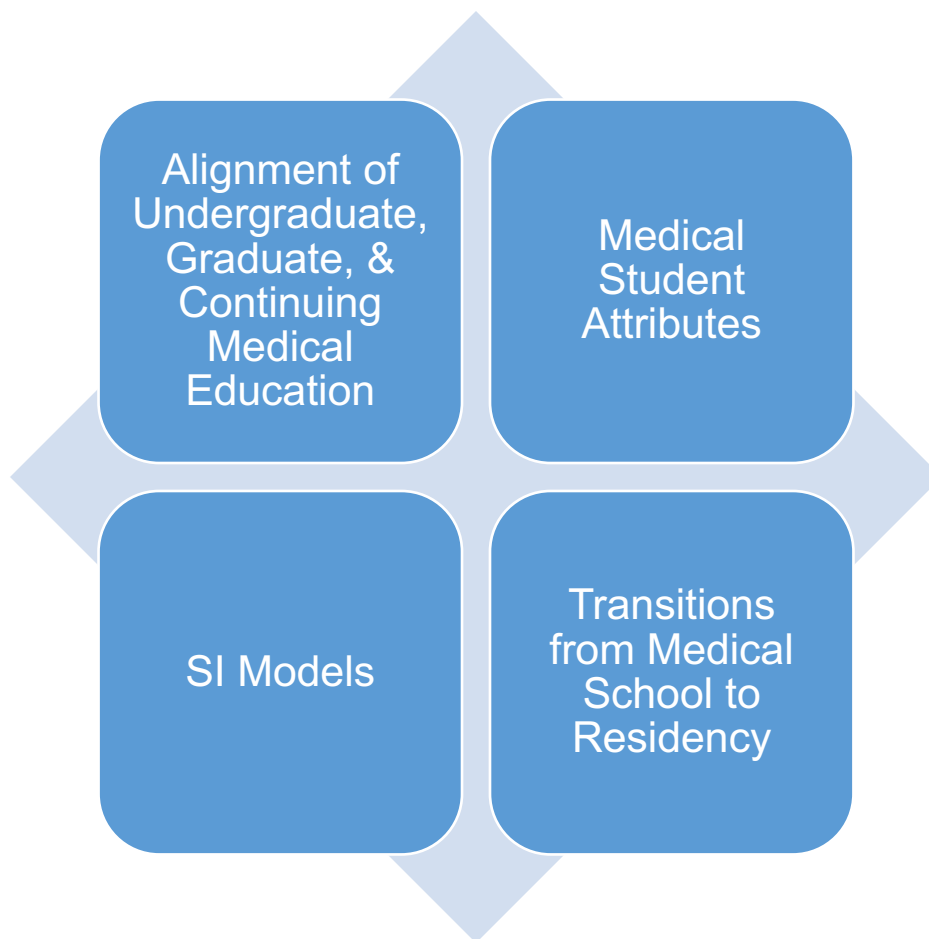 Alignment of
Undergraduate,
Graduate, &
Continuing
Medical
Education
Medical
Student
Attributes
SI Models
Transitions
from Medical
School to
Residency